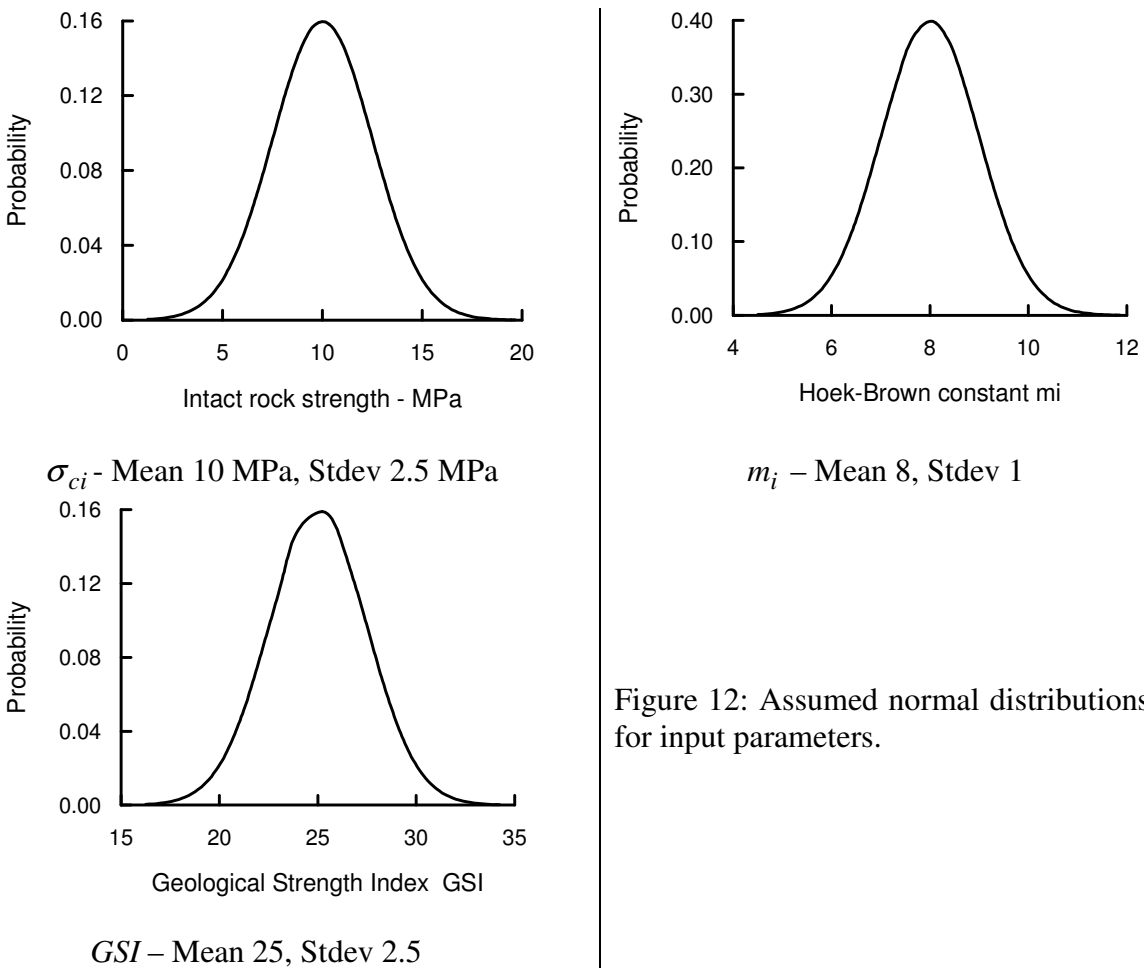 0.16
0.12
0.08
0.04
0.00
Probability
0 5 10 15 20
Intact rock strength - MPa
σci - Mean 10 MPa, Stdev 2.5 MPa
0.40
0.30
0.20
0.10
0.00
Probability
4 6 8 10 12
Hoek-Brown constant mi
mi – Mean 8, Stdev 1
0.16
0.12
0.08
0.04
0.00
Probability
15 20 25 30 35
Geological Strength Index GSI
GSI – Mean 25, Stdev 2.5
Figure 12: Assumed normal distributions
for input parameters.